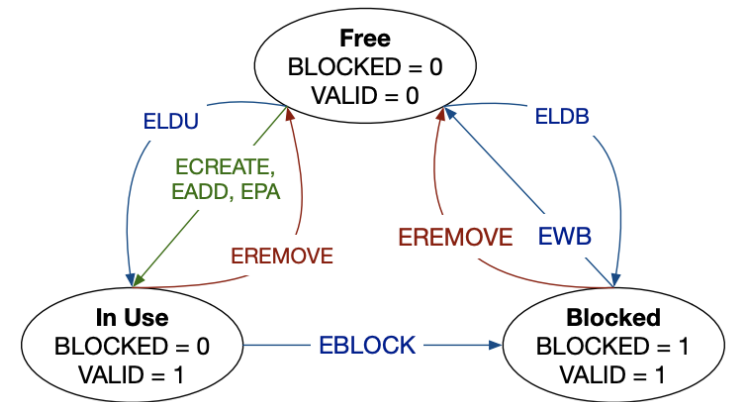 Free
BLOCKED = 0
VALID = 0
ELDU
ELDB
ECREATE,
EADD, EPA
EREMOVE
EREMOVE
EWB
In Use
BLOCKED = 0
VALID = 1
EBLOCK
Blocked
BLOCKED = 1
VALID = 1